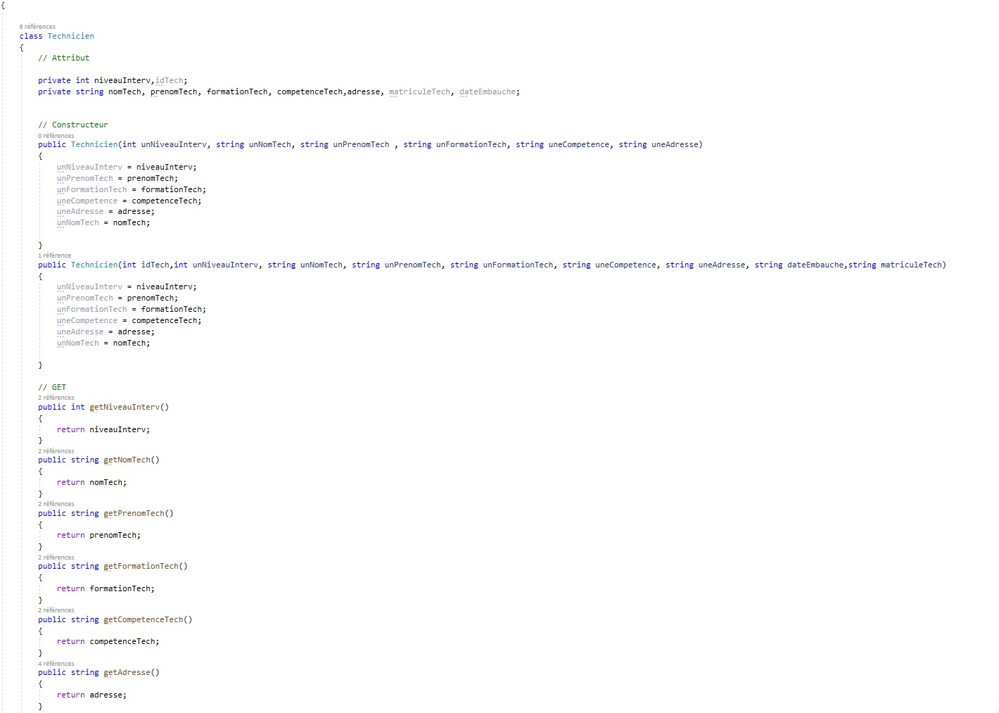 {
8 références
class Technicien
{
// Attribut
private int niveauInterv,idTech;
private string nomTech, prenomTech, formationTech, competenceTech,adresse, matriculeTech, dateEmbauche;
// Constructeur
0 références
public Technicien(int unNiveauInterv, string unNomTech, string unPrenomTech , string unFormationTech, string uneCompetence, string uneAdresse)
{
unNiveauInterv = niveauInterv;
unPrenomTech = prenomTech;
unFormationTech = formationTech;
uneCompetence = competenceTech;
uneAdresse = adresse;
unNomTech = nomTech;
}
1 référence
public Technicien(int idTech,int unNiveauInterv, string unNomTech, string unPrenomTech, string unFormationTech, string uneCompetence, string uneAdresse, string dateEmbauche,string matriculeTech)
{
unNiveauInterv = niveauInterv;
unPrenomTech = prenomTech;
unFormationTech = formationTech;
uneCompetence = competenceTech;
uneAdresse = adresse;
unNomTech = nomTech;
}
// GET
2 références
public int getNiveauInterv()
{
return niveauInterv;
}
2 références
public string getNomTech()
{
return nomTech;
}
2 références
public string getPrenomTech()
{
return prenomTech;
}
2 références
public string getFormationTech()
{
return formationTech;
}
2 références
public string getCompetenceTech()
{
return competenceTech;
}
4 références
public string getAdresse()
{
return adresse;
}